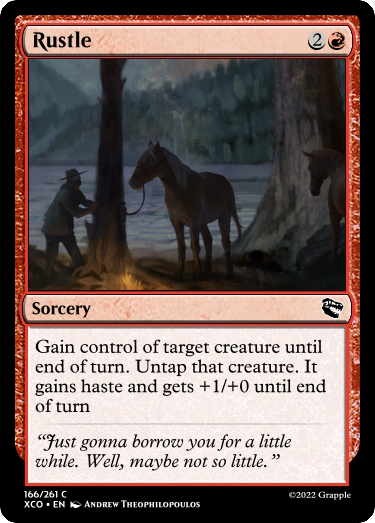 Rustle 2
Sorcery
Gain control of target creature until
end of turn. Untap that creature. It
gains haste and gets +1/+0 until end
of turn
“Just gonna borrow you for a little
while. Well, maybe not so little.”
166/261 C
XCO • EN Andrew Theophilopoulos
©2022 Grapple